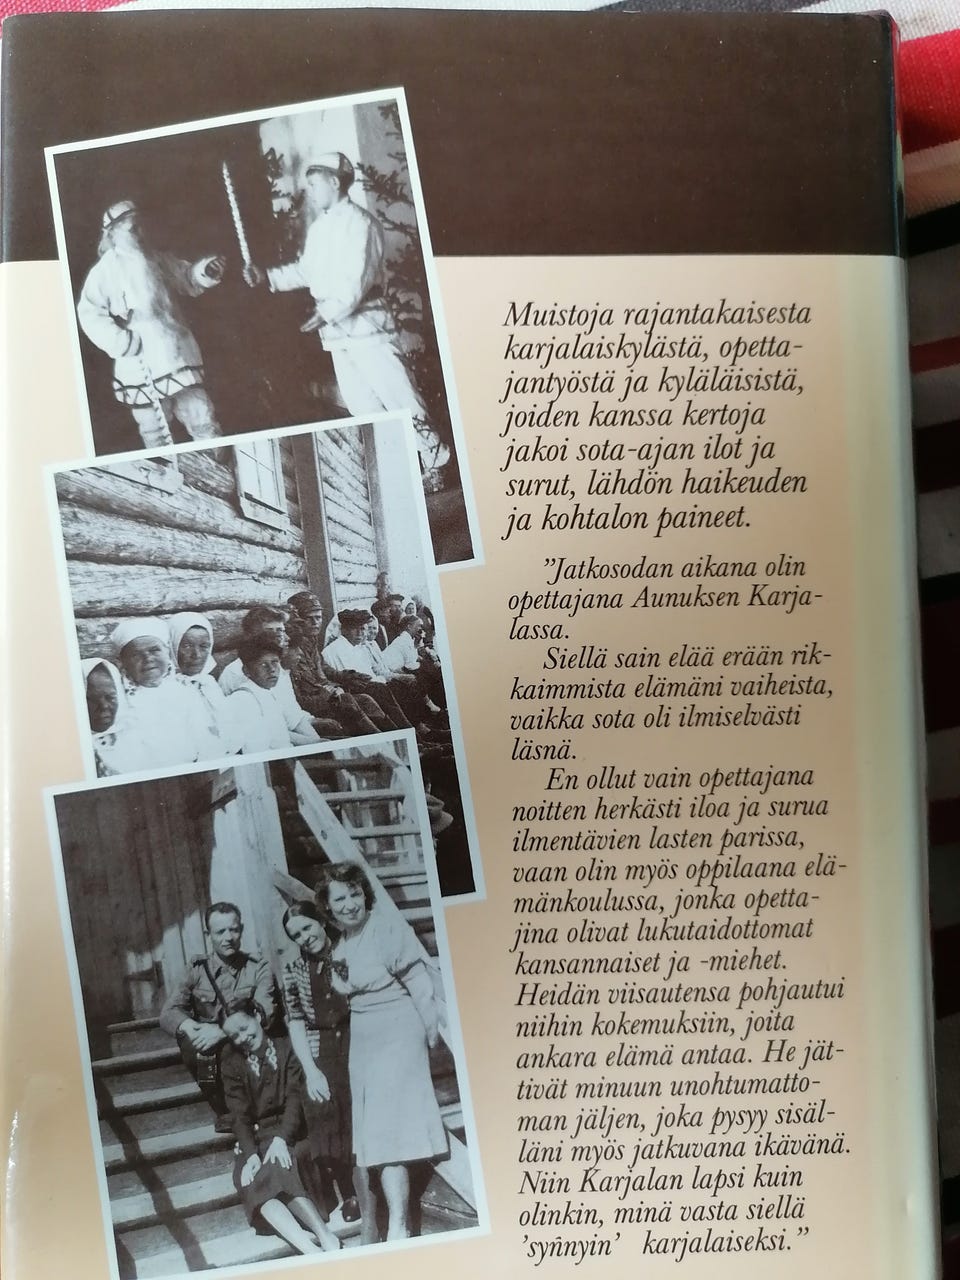 Muistoja rajantakaisesta
karjalaiskylästä, opetta-
jantyöstä ja kyläläisistä,
joiden kanssa kertoja
jakoi sota-ajan ilot ja
surut, lähdön haikeuden
ja kohtalon paineet.
”Jatkosodan aikana olin
opettajana Aunuksen Karja-
lassa.
Siellä sain elää erään rik-
kaimmista elämäni vaiheista,
vaikka sota oli ilmiselvästi
läsnä.
En ollut vain opettajana
noitten herkästi iloa ja surua
ilmentävien lasten parissa,
vaan olin myös oppilaana elä-
mänkoulussa, jonka opetta-
jina olivat lukutaidottomat
kansannaiset ja -miehet.
Heidän viisautensa pohjautui
niihin kokemuksiin, joita
ankara elämä antaa. He jät-
tivät minuun unohtumatto-
man jäljen, joka pysyy sisäl-
läni myös jatkuvana ikävänä.
Niin Karjalan lapsi kuin
olinkin, minä vasta siellä
’syñnyin’ karjalaiseksi.”